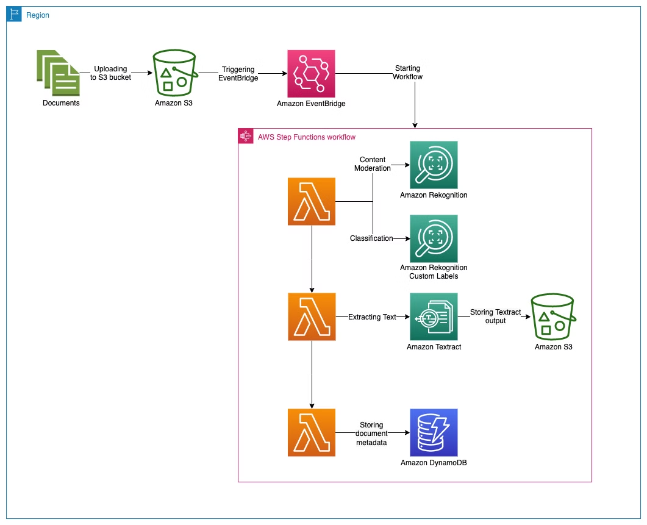 Region
Uploading
to S3 bucket
Triggering
EventBridge
Starting
Workflow
Documents
Amazon S3
Amazon EventBridge
AWS Step Functions workflow
Content
Moderation
Amazon Rekognition
Classification
Amazon Rekognition
Custom Labels
Extracting Text
Storing Textract
output
Amazon Textract
Amazon S3
Storing
document
metadata
Amazon DynamoDB